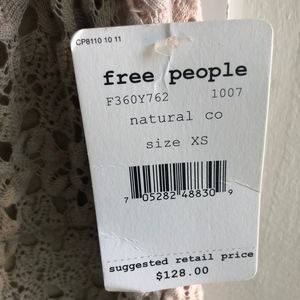 CP8110 10 11
free people
F360Y762 1007
natural co
size XS
7 05282 48830 9
suggested retail price
$128.00